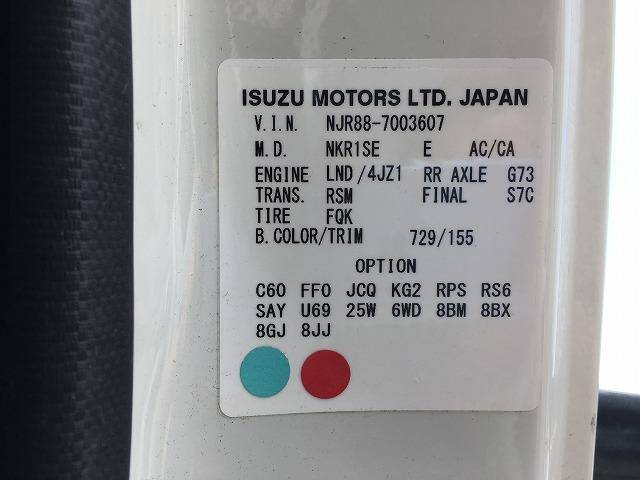 ISUZU MOTORS LTD. JAPAN
V.I.N. NJR88-7003607
M.D. NKR1SE E AC/CA
ENGINE LND/4JZ1 RR AXLE G73
TRANS. RSM FINAL S7C
TIRE FQK
B.COLOR/TRIM 729/155
OPTION
C60 FF0 JCQ KG2 RPS RS6
SAY U69 25W 6WD 8BM 8BX
8GJ 8JJ